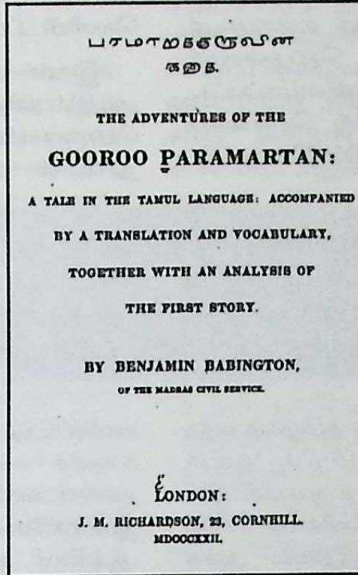 பரமாறத்தகுருவின
கதை.
THE ADVENTURES OF THE
GOOROO PARAMARTAN:
A TALE IN THE TAMUL LANGUAGE: ACCOMPANIED
BY A TRANSLATION AND VOCABULARY,
TOGETHER WITH AN ANALYSIS OF
THE FIRST STORY.
BY BENJAMIN BABINGTON,
OF THE MADRAS CIVIL SERVICE.
LONDON:
J. M. RICHARDSON, 23, CORNHILL.
MDCCCXXII.